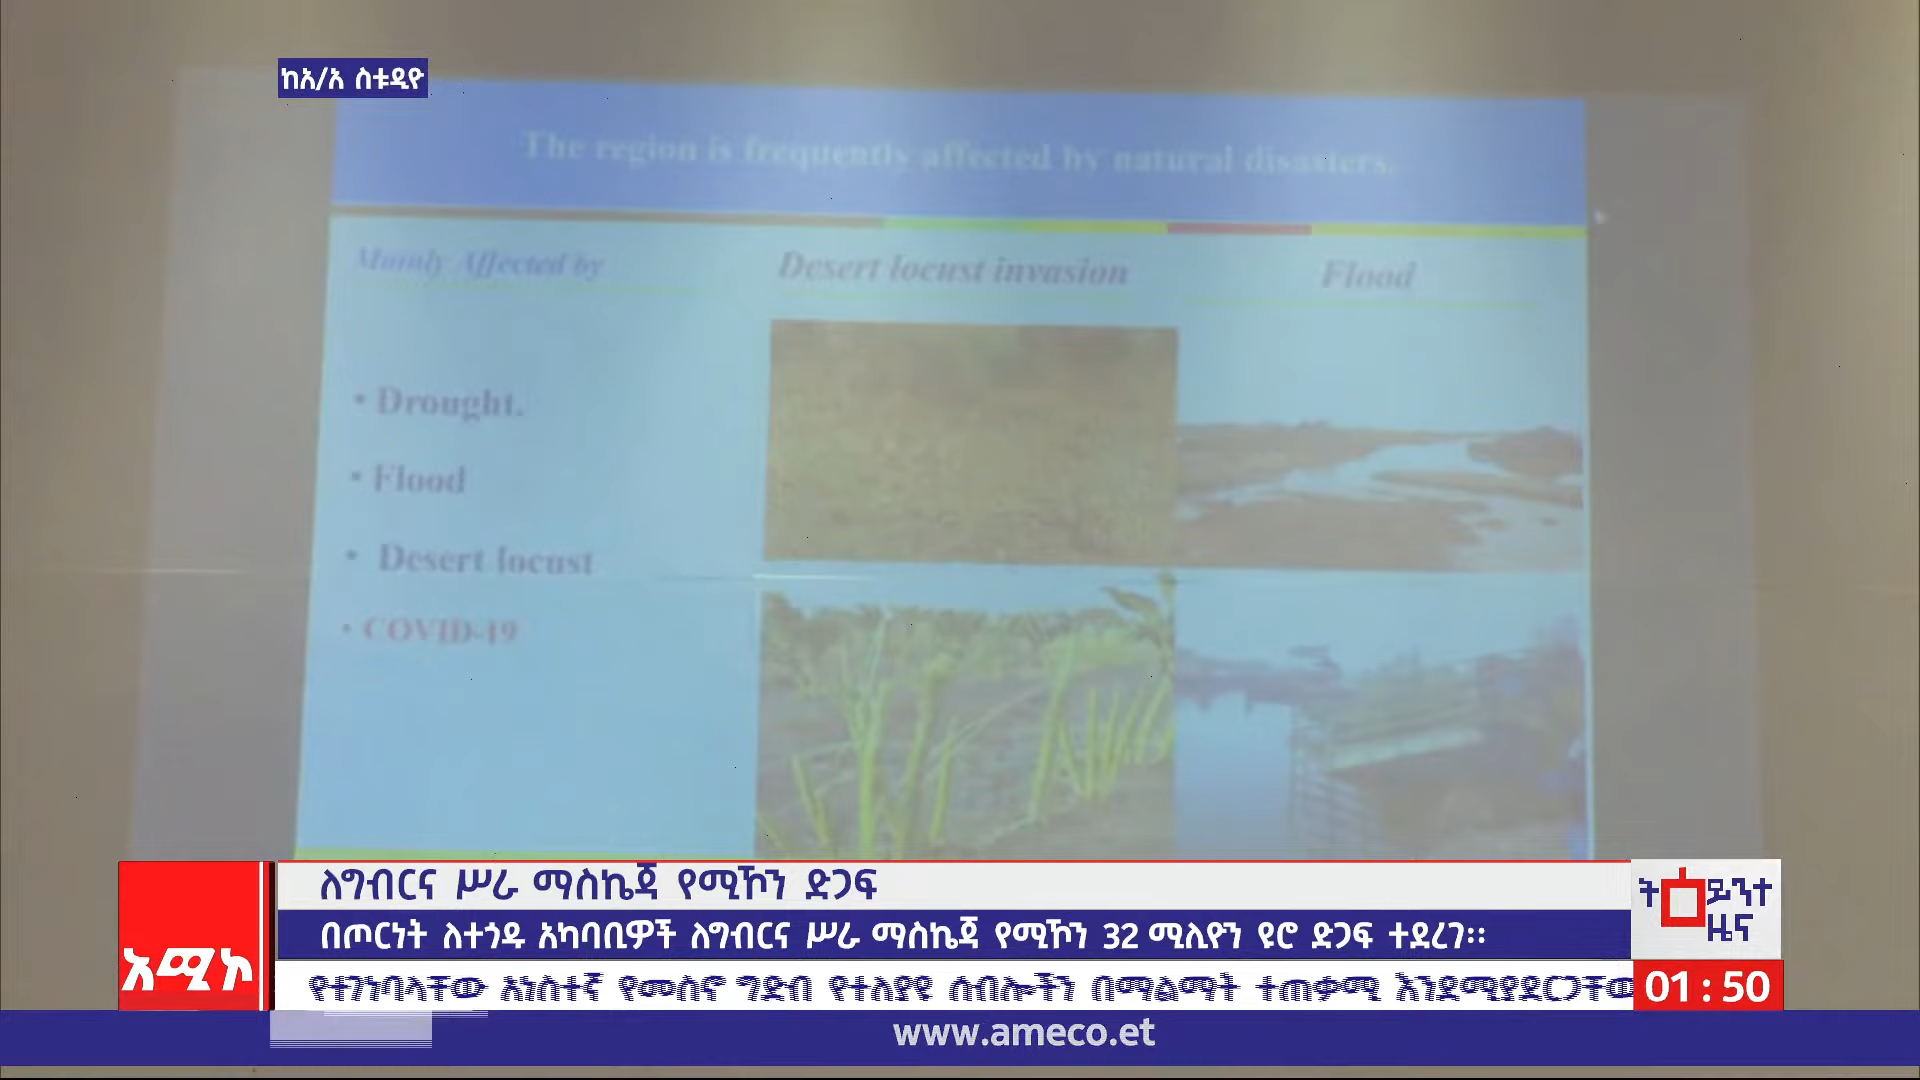 ከአ/አ ስቱዲዮ
The region is frequently affected by natural disasters.
Mainly Affected by
Desert locust invasion
Flood
• Drought.
• Flood
• Desert locust
• COVID-19
ለግብርና ሥራ ማስኬጃ የሚኾን ድጋፍ
በጦርነት ለተጎዱ አካባቢዎች ለግብርና ሥራ ማስኬጃ የሚኾን 32 ሚሊዮን ዩሮ ድጋፍ ተደረገ።
የተገነባላቸው አነስተኛ የመስኖ ግድብ የተለያዩ ሰብሎችን በማልማት ተጠቃሚ እንደሚያደርጋቸው
አሚኮ
ዜና
01:50
www.ameco.et